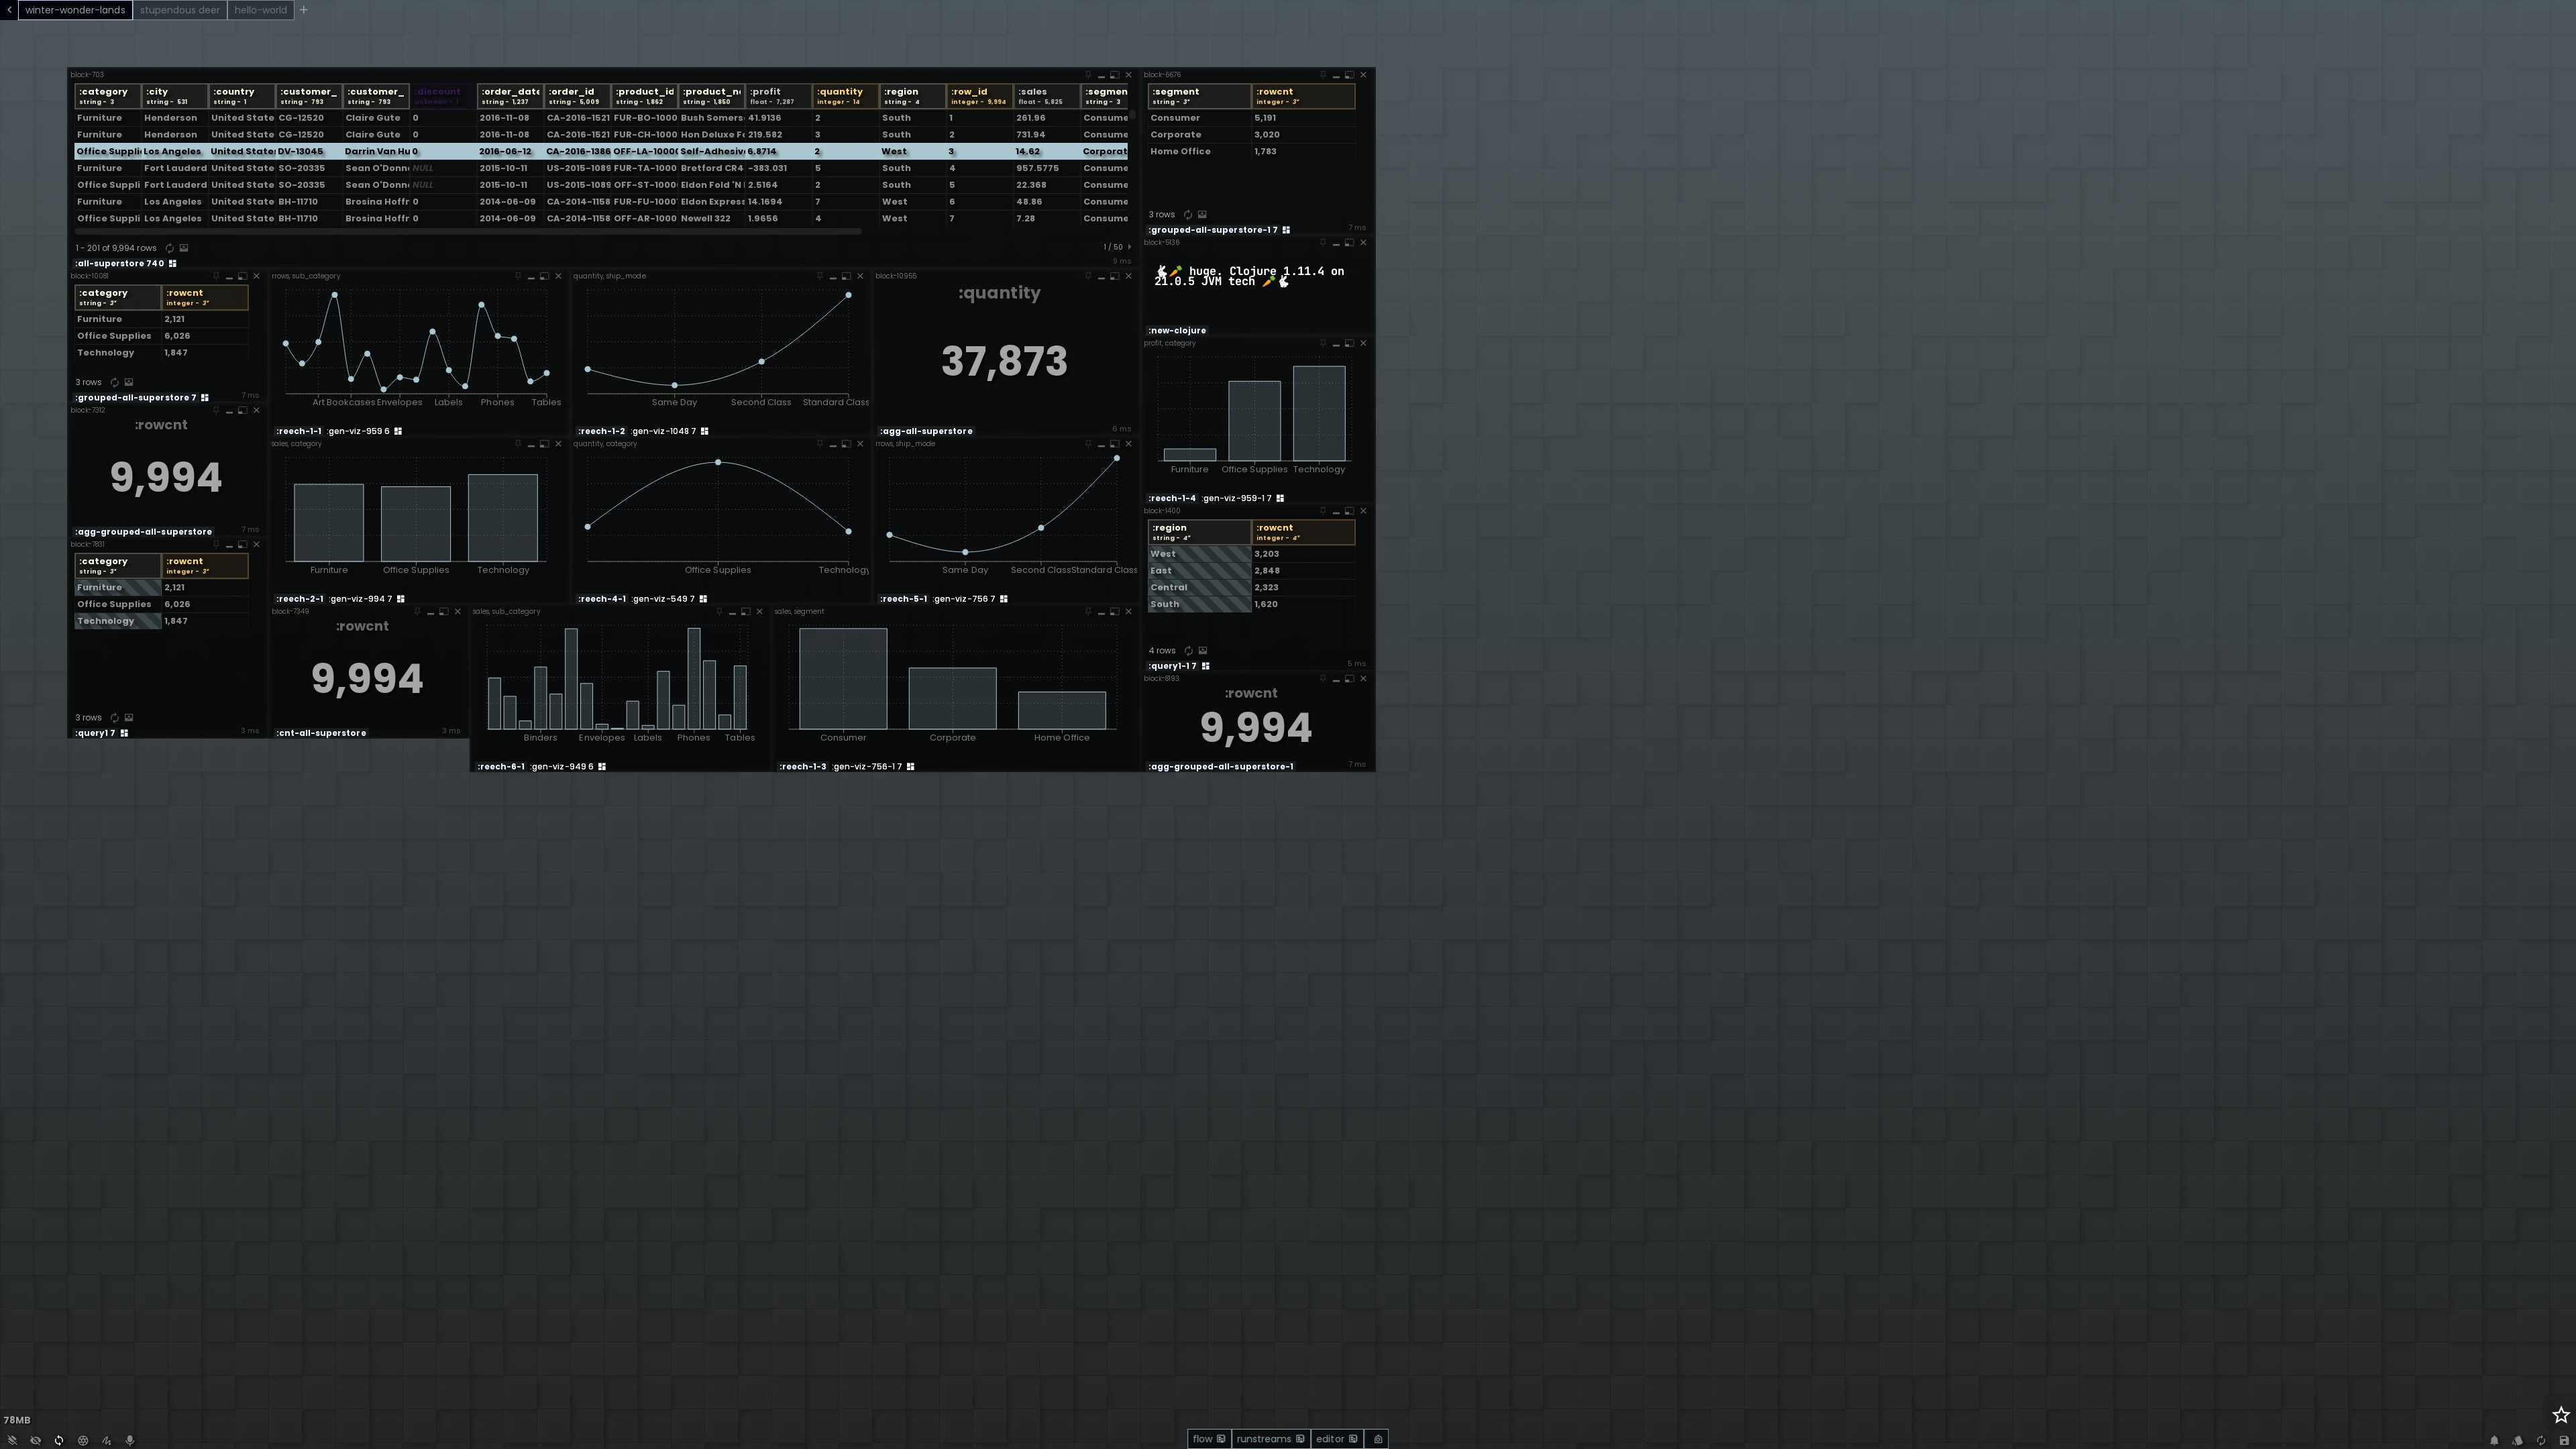 winter-wonder-lands stupendous deer hello-world +
block-703
:category :city :country :customer_ :customer_ :discount :order_date :order_id :product_id :product_n :profit :quantity :region :row_id :sales :segmen
string - 3 string - 531 string - 1 string - 793 string - 793 unknown - 1 string - 1,237 string - 5,009 string - 1,862 string - 1,850 float - 7,287 integer - 14 string - 4 integer - 9,994 float - 5,825 string - 3
Furniture Henderson United State CG-12520 Claire Gute 0 2016-11-08 CA-2016-1521 FUR-BO-1000 Bush Somers 41.9136 2 South 1 261.96 Consume
Furniture Henderson United State CG-12520 Claire Gute 0 2016-11-08 CA-2016-1521 FUR-CH-1000 Hon Deluxe F 219.582 3 South 2 731.94 Consume
Office Suppli Los Angeles United State DV-13045 Darrin Van Hu 0 2016-06-12 CA-2016-1386 OFF-LA-1000 Self-Adhesiv 6.8714 2 West 3 14.62 Corporat
Furniture Fort Lauderd United State SO-20335 Sean O'Donn NULL 2015-10-11 US-2015-1089 FUR-TA-1000 Bretford CR4 -383.031 5 South 4 957.5775 Consume
Office Suppli Fort Lauderd United State SO-20335 Sean O'Donn NULL 2015-10-11 US-2015-1089 OFF-ST-1000 Eldon Fold 'N 2.5164 2 South 5 22.368 Consume
Furniture Los Angeles United State BH-11710 Brosina Hoffr 2014-06-09 CA-2014-1158 FUR-FU-1000 Eldon Express 14.1694 7 West 6 48.86 Consume
Office Suppli Los Angeles United State BH-11710 Brosina Hoffr 2014-06-09 CA-2014-1158 OFF-AR-1000 Newell 322 1.9656 4 West 7 7.28 Consume
1 - 201 of 9,994 rows 1 / 50
:all-superstore 740 9 ms
block-6676
:segment :rowcnt
string - 3* integer - 3*
Consumer 5,191
Corporate 3,020
Home Office 1,783
3 rows
:grouped-all-superstore-1 7 7 ms
block-5136
🐇🥕 huge. Clojure 1.11.4 on
21.0.5 JVM tech 🥕🐇
:new-clojure
block-10081
:category :rowcnt
string - 3* integer - 3*
Furniture 2,121
Office Supplies 6,026
Technology 1,847
3 rows
:grouped-all-superstore 7 7 ms
rrows, sub_category
Art Bookcases Envelopes Labels Phones Tables
:reech-1-1 :gen-viz-959 6
quantity, ship_mode
Same Day Second Class Standard Class
:reech-1-2 :gen-viz-1048 7
block-10955
:quantity
37,873
:agg-all-superstore 6 ms
profit, category
Furniture Office Supplies Technology
:reech-1-4 :gen-viz-959-1 7
block-7312
:rowcnt
9,994
:agg-grouped-all-superstore 7 ms
sales, category
Furniture Office Supplies Technology
:reech-2-1 :gen-viz-994 7
quantity, category
Office Supplies Technology
:reech-4-1 :gen-viz-549 7
rrows, ship_mode
Same Day Second Class Standard Class
:reech-5-1 :gen-viz-756 7
block-1400
:region :rowcnt
string - 4* integer - 4*
West 3,203
East 2,848
Central 2,323
South 1,620
4 rows
:query1-1 7 5 ms
block-7831
:category :rowcnt
string - 3* integer - 3*
Furniture 2,121
Office Supplies 6,026
Technology 1,847
3 rows
:query1 7 3 ms
block-7349
:rowcnt
9,994
:cnt-all-superstore 3 ms
sales, sub_category
Binders Envelopes Labels Phones Tables
:reech-6-1 :gen-viz-949 6
sales, segment
Consumer Corporate Home Office
:reech-1-3 :gen-viz-756-1 7
block-8193
:rowcnt
9,994
:agg-grouped-all-superstore-1 7 ms
78MB
flow runstreams editor